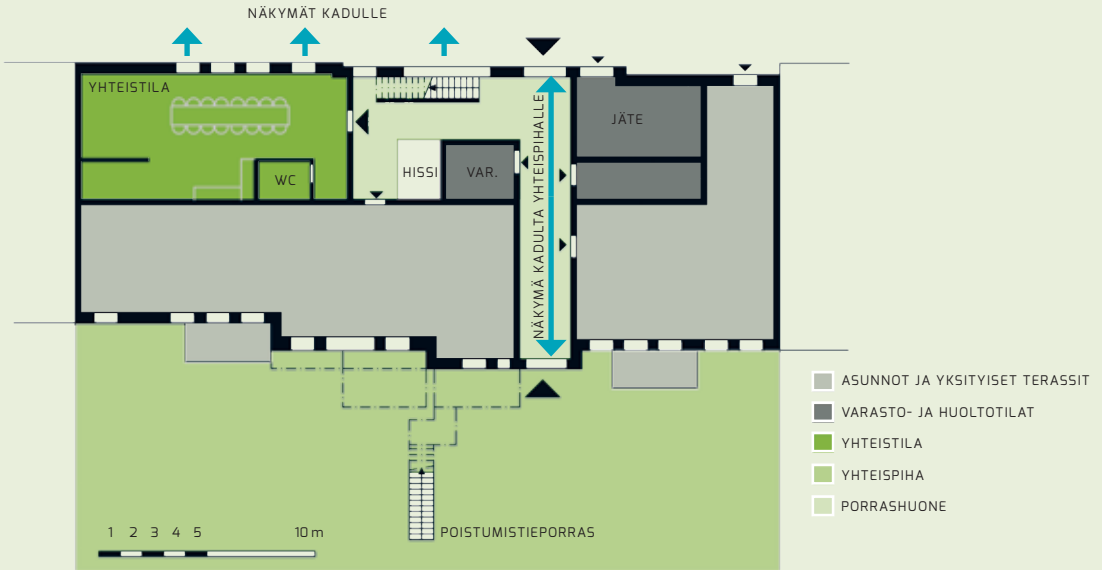 NÄKYMÄT KADULLE
YHTEISTILA
JÄTE
NÄKYMÄ KADULTA YHTEISPIHALLE
HISSI
VAR.
WC
ASUNNOT JA YKSITYISET TERASSIT
VARASTO- JA HUOLTOTILAT
YHTEISTILA
YHTEISPIHA
PORRASHUONE
1 2 3 4 5 10 m
POISTUMISTIEPORRAS